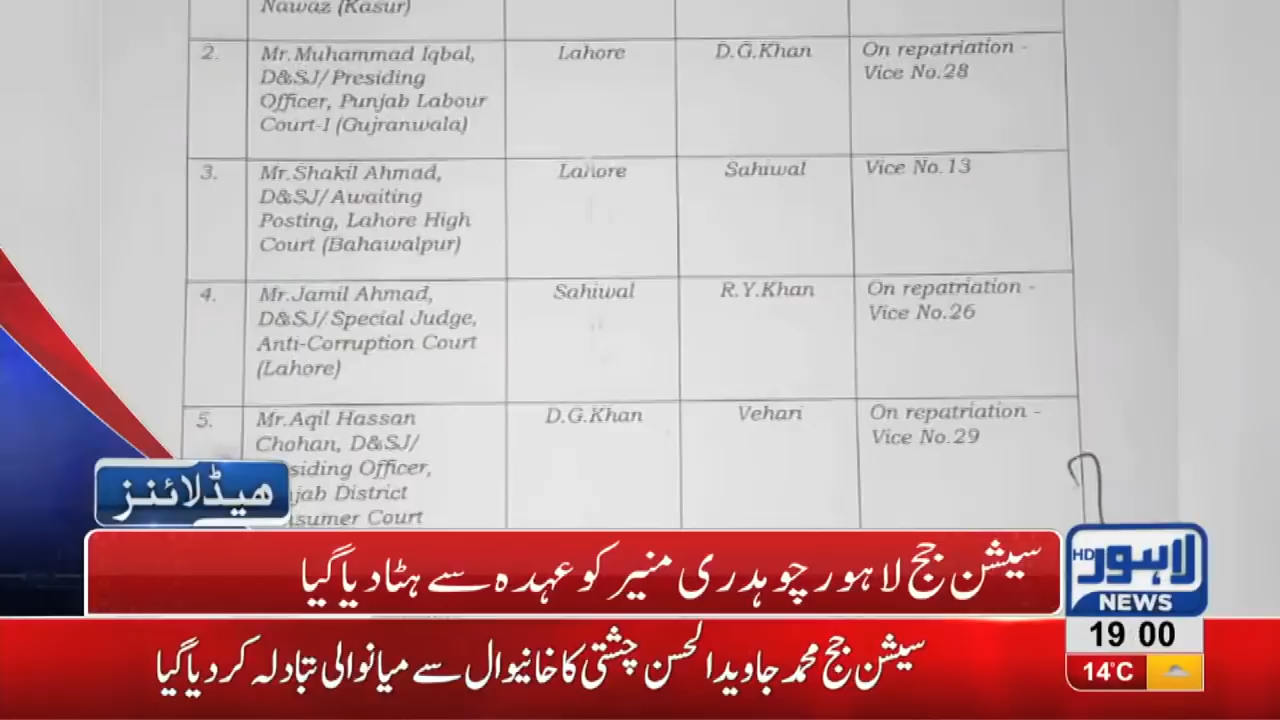 Nawaz (Kasur)
2. Mr.Muhammad Iqbal, Lahore D.G.Khan On repatriation -
D&SJ/Presiding Vice No.28
Officer, Punjab Labour
Court-I (Gujranwala)
3. Mr.Shakil Ahmad, Lahore Sahiwal Vice No.13
D&SJ/Awaiting
Posting, Lahore High
Court (Bahawalpur)
4. Mr.Jamil Ahmad, Sahiwal R.Y.Khan On repatriation -
D&SJ/Special Judge, Vice No.26
Anti-Corruption Court
(Lahore)
5. Mr.Aqil Hassan D.G.Khan Vehari On repatriation -
Chohan, D&SJ/ Vice No.29
siding Officer,
jab District
sumer Court
ہیڈلائنز
سیشن جج لاہور چوہدری منیر کو عہدہ سے ہٹا دیا گیا
لاہور HD
NEWS
19 00
14°C
سیشن جج محمد جاوید الحسن چشتی کا خانیوال سے میانوالی تبادلہ کر دیا گیا